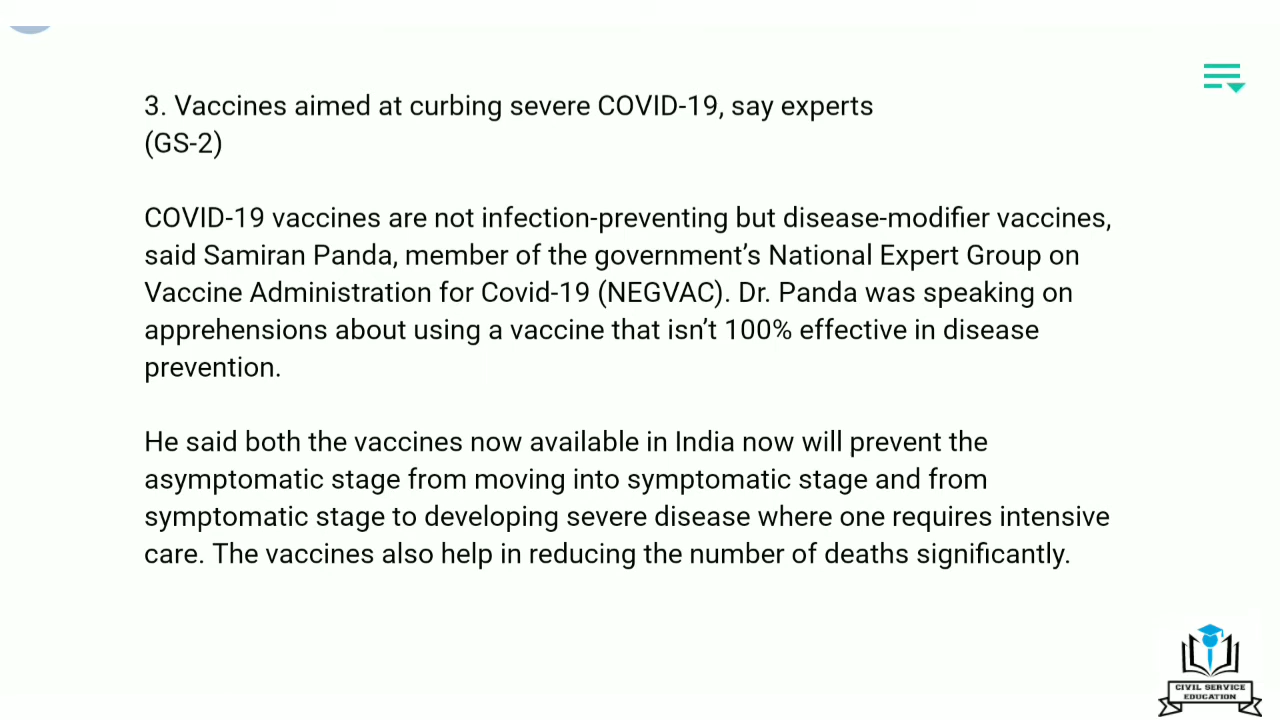 3. Vaccines aimed at curbing severe COVID-19, say experts
(GS-2)
COVID-19 vaccines are not infection-preventing but disease-modifier vaccines,
said Samiran Panda, member of the government’s National Expert Group on
Vaccine Administration for Covid-19 (NEGVAC). Dr. Panda was speaking on
apprehensions about using a vaccine that isn’t 100% effective in disease
prevention.
He said both the vaccines now available in India now will prevent the
asymptomatic stage from moving into symptomatic stage and from
symptomatic stage to developing severe disease where one requires intensive
care. The vaccines also help in reducing the number of deaths significantly.
CIVIL SERVICE
EDUCATION